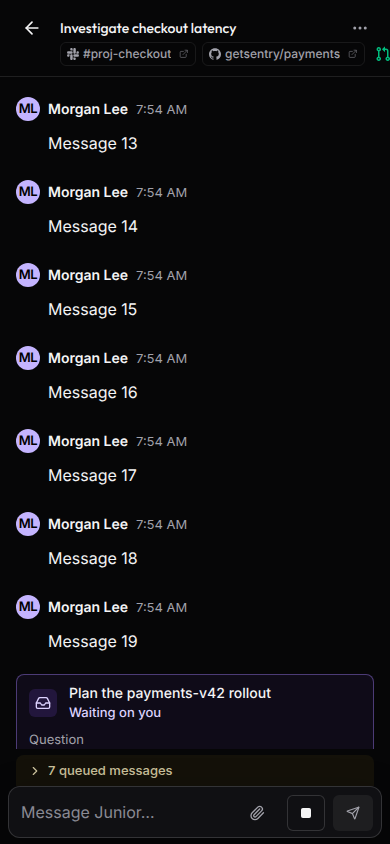 Investigate checkout latency
#proj-checkout getsentry/payments
ML Morgan Lee 7:54 AM
Message 13
ML Morgan Lee 7:54 AM
Message 14
ML Morgan Lee 7:54 AM
Message 15
ML Morgan Lee 7:54 AM
Message 16
ML Morgan Lee 7:54 AM
Message 17
ML Morgan Lee 7:54 AM
Message 18
ML Morgan Lee 7:54 AM
Message 19
Plan the payments-v42 rollout
Waiting on you
Question
7 queued messages
Message Junior...